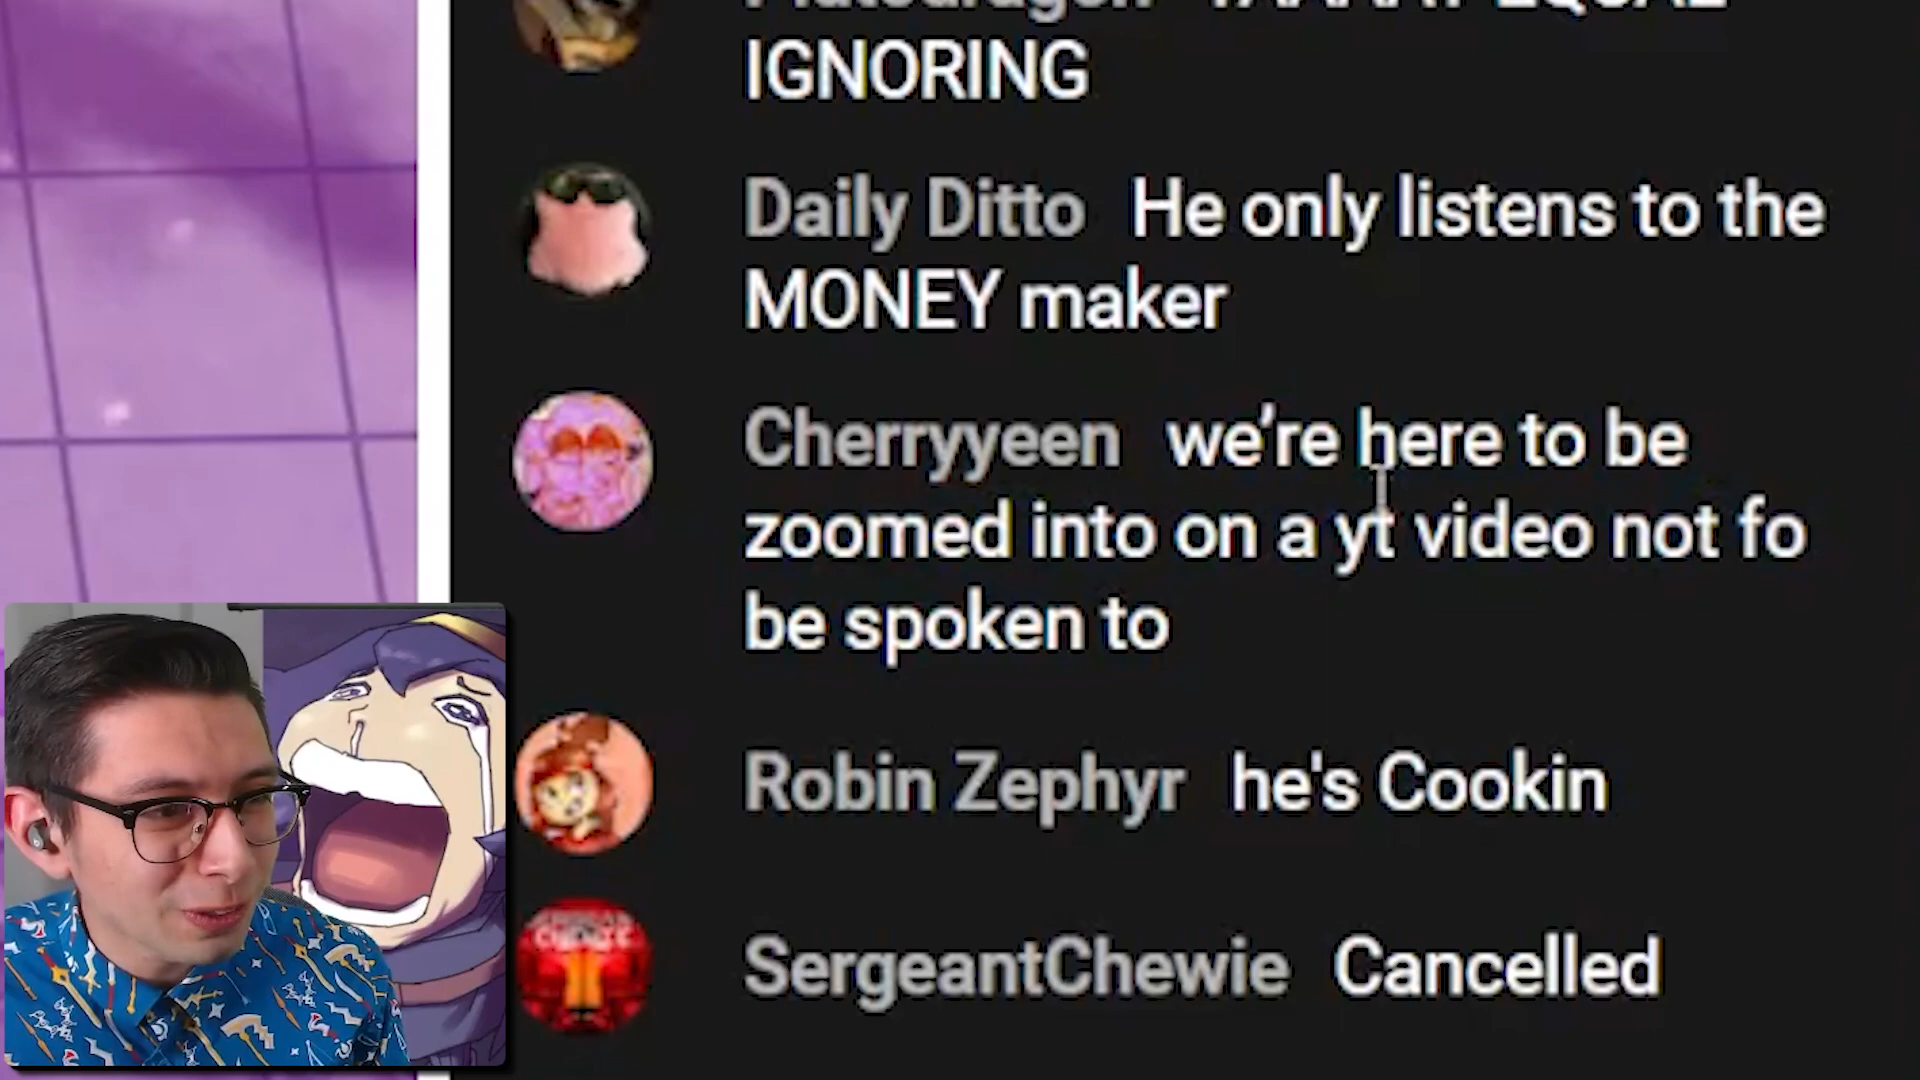 IGNORING
Daily Ditto He only listens to the
MONEY maker
Cherryyeen we're here to be
zoomed into on a yt video not fo
be spoken to
Robin Zephyr he's Cookin
SergeantChewie Cancelled